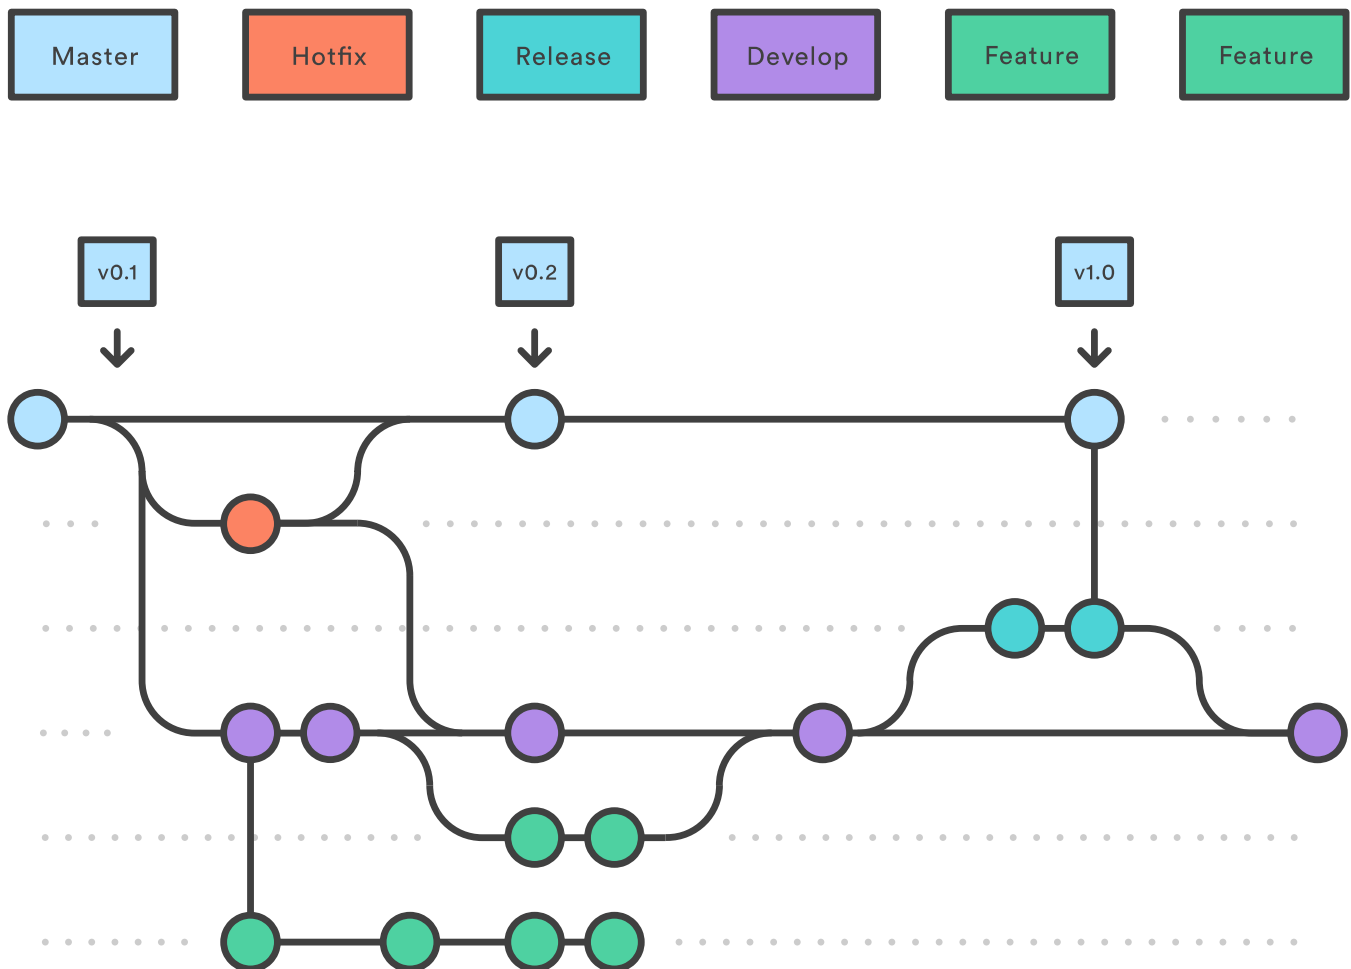 Master
Hotfix
Release
Develop
Feature
Feature
v0.1
v0.2
v1.0